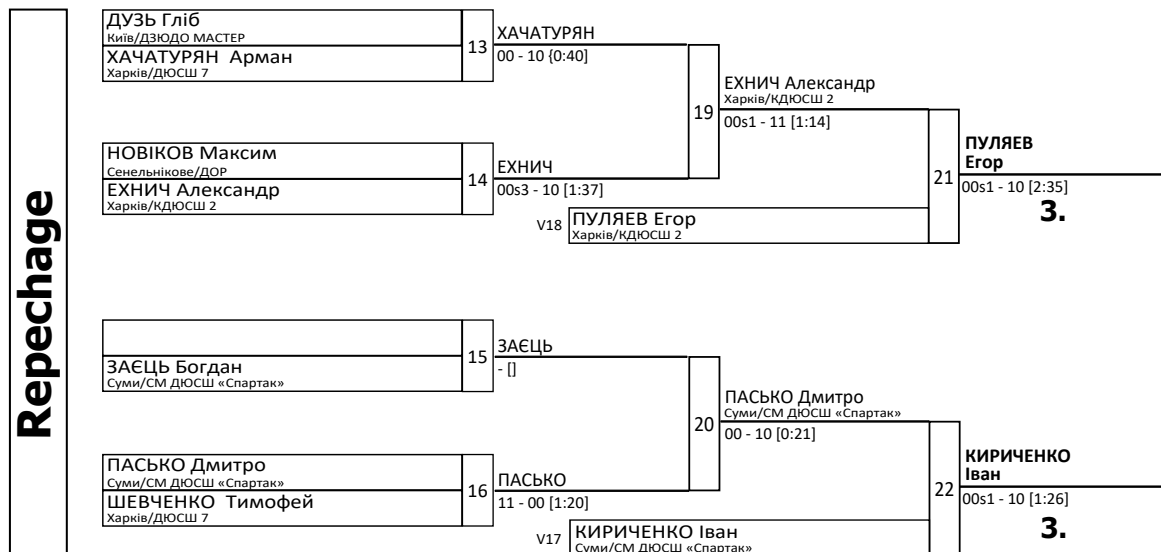 Repechage
ДУЗЬ Гліб
Київ/ДЗЮДО МАСТЕР
ХАЧАТУРЯН Арман
Харків/ДЮСШ 7
13
ХАЧАТУРЯН
00 - 10 {0:40]
НОВІКОВ Максим
Сенельнікове/ДОР
ЕХНИЧ Александр
Харків/КДЮСШ 2
14
ЕХНИЧ
00s3 - 10 [1:37]
19
ЕХНИЧ Александр
Харків/КДЮСШ 2
00s1 - 11 [1:14]
V18
ПУЛЯЕВ Егор
Харків/КДЮСШ 2
21
ПУЛЯЕВ
Егор
00s1 - 10 [2:35]
3.
15
ЗАЄЦЬ Богдан
Суми/СМ ДЮСШ «Спартак»
ЗАЄЦЬ
- []
ПАСЬКО Дмитро
Суми/СМ ДЮСШ «Спартак»
ШЕВЧЕНКО Тимофей
Харків/ДЮСШ 7
16
ПАСЬКО
11 - 00 [1:20]
20
ПАСЬКО Дмитро
Суми/СМ ДЮСШ «Спартак»
00 - 10 [0:21]
V17
КИРИЧЕНКО Іван
Суми/СМ ДЮСШ «Спартак»
22
КИРИЧЕНКО
Іван
00s1 - 10 [1:26]
3.